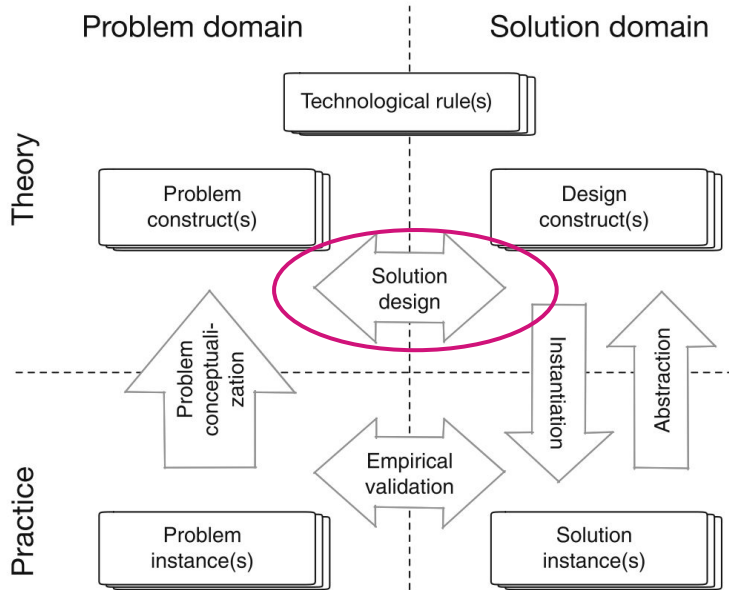 Problem domain
Solution domain
Technological rule(s)
Theory
Problem
construct(s)
Design
construct(s)
Solution
design
Problem
conceptuali-
zation
Instantiation
Abstraction
Empirical
validation
Practice
Problem
instance(s)
Solution
instance(s)